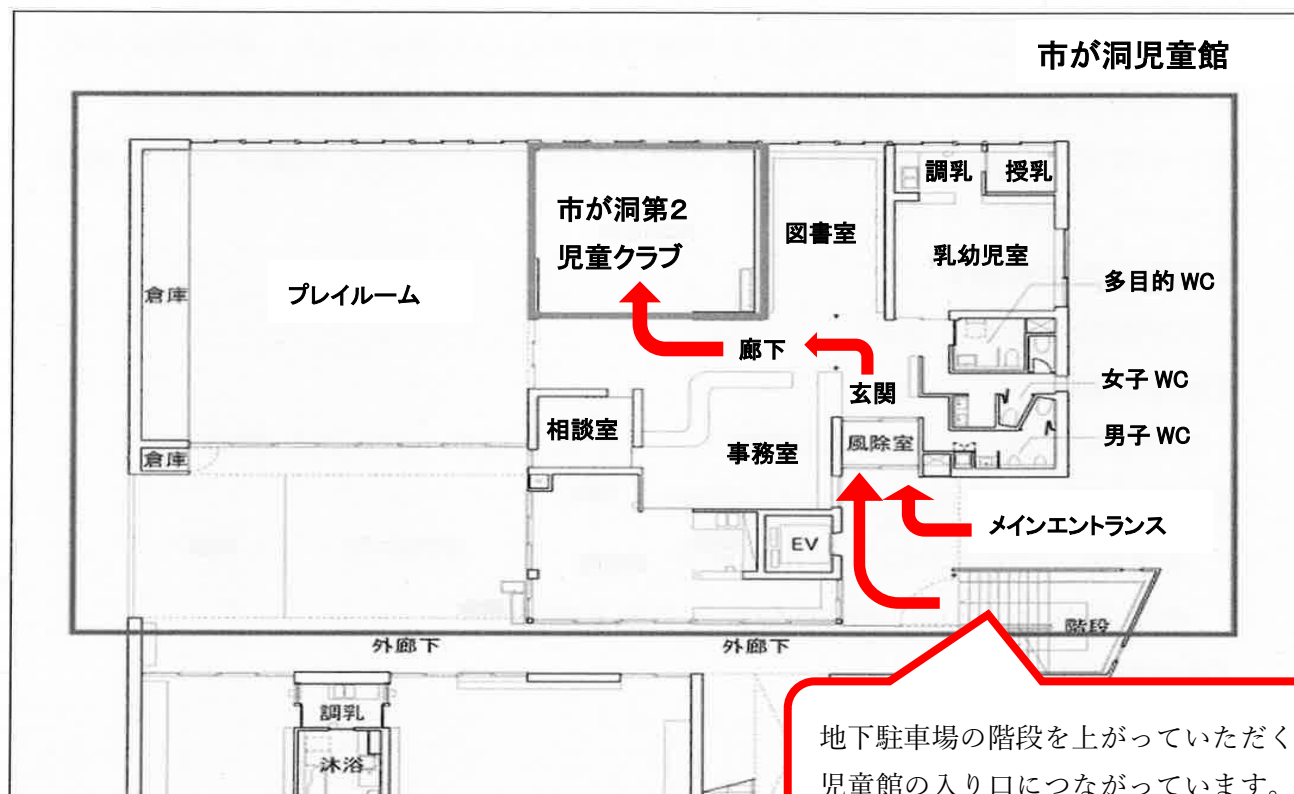 市が洞児童館
調乳
授乳
市が洞第2
児童クラブ
図書室
乳幼児室
多目的 WC
倉庫
プレイルーム
廊下
女子 WC
玄関
相談室
男子 WC
事務室
風除室
倉庫
メインエントランス
EV
階段
外廊下
外廊下
調乳
地下駐車場の階段を上がっていただく
沐浴
児童館の入り口につながっています。